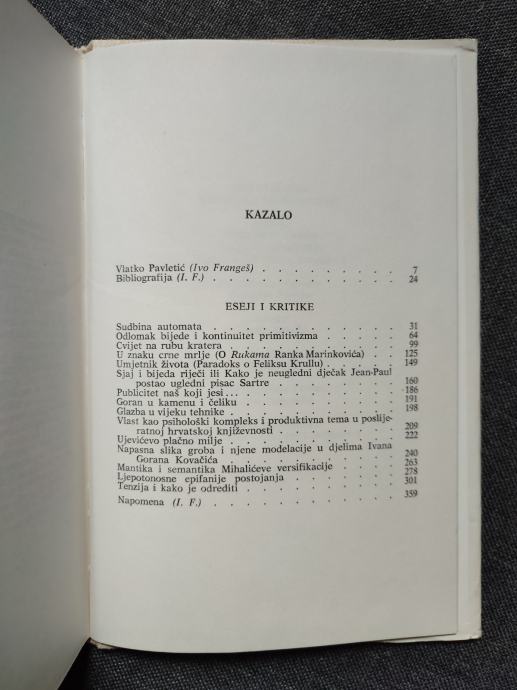 KAZALO
Vlatko Pavletić (Ivo Frangeš) . . . . . . . . . . 7
Bibliografija (I. F.) . . . . . . . . . . . . 24
ESEJI I KRITIKE
Sudbina automata . . . . . . . . . . . . 31
Odlomak bijede i kontinuitet primitivizma . . . . . . 64
Cvijet na rubu kratera . . . . . . . . . . . 99
U znaku crne mrlje (O Rukama Ranka Marinkovića) . . . 125
Umjetnik života (Paradoks o Feliksu Krullu) . . . . . 149
Sjaj i bijeda riječi ili Kako je neugledni dječak Jean-Paul
postao ugledni pisac Sartre . . . . . . . . 160
Publicitet naš koji jesi . . . . . . . . . . . 186
Goran u kamenu i čeliku . . . . . . . . . . 191
Glazba u vijeku tehnike . . . . . . . . . . 198
Vlast kao psihološki kompleks i produktivna tema u poslije-
ratnoj hrvatskoj književnosti . . . . . . . . 209
Ujevićevo plačno milje . . . . . . . . . . . 222
Napasna slika groba i njene modelacije u djelima Ivana
Gorana Kovačića . . . . . . . . . . . 240
Mantika i semantika Mihalićeve versifikacije . . . . . 263
Ljepotonosne epifanije postojanja . . . . . . . . 278
Tenzija i kako je odrediti . . . . . . . . . . 301
Napomena (I. F.) . . . . . . . . . . . . 359